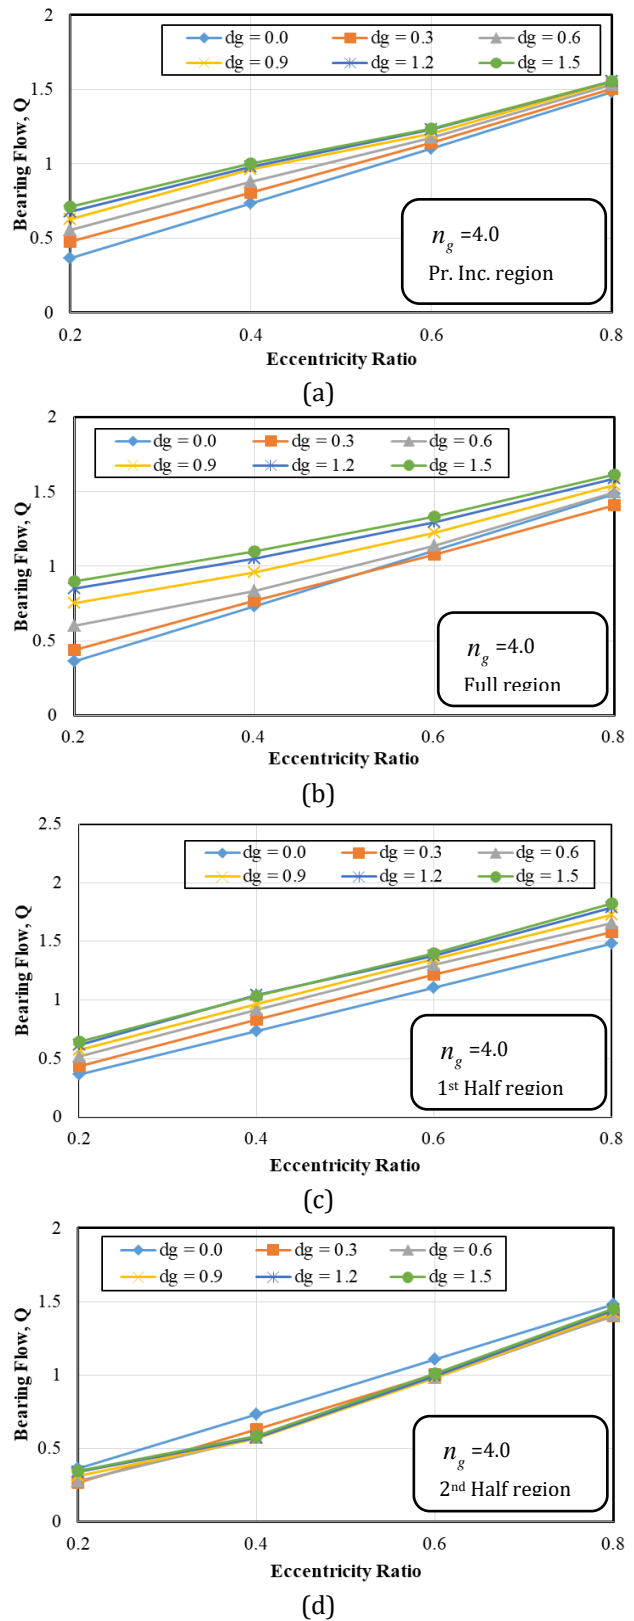 2
dg = 0.0 dg = 0.3 dg = 0.6
dg = 0.9 dg = 1.2 dg = 1.5
1.5
1
0.5
0
Bearing Flow, Q
n_g =4.0
Pr. Inc. region
0.2 0.4 0.6 0.8
Eccentricity Ratio
(a)
2
dg = 0.0 dg = 0.3 dg = 0.6
dg = 0.9 dg = 1.2 dg = 1.5
1.5
1
0.5
0
Bearing Flow, Q
n_g =4.0
Full region
0.2 0.4 0.6 0.8
Eccentricity Ratio
(b)
2.5
dg = 0.0 dg = 0.3 dg = 0.6
dg = 0.9 dg = 1.2 dg = 1.5
2
1.5
1
0.5
0
Bearing Flow, Q
n_g =4.0
1st Half region
0.2 0.4 0.6 0.8
Eccentricity Ratio
(c)
2
dg = 0.0 dg = 0.3 dg = 0.6
dg = 0.9 dg = 1.2 dg = 1.5
1.5
1
0.5
0
Bearing Flow, Q
n_g =4.0
2nd Half region
0.2 0.4 0.6 0.8
Eccentricity Ratio
(d)